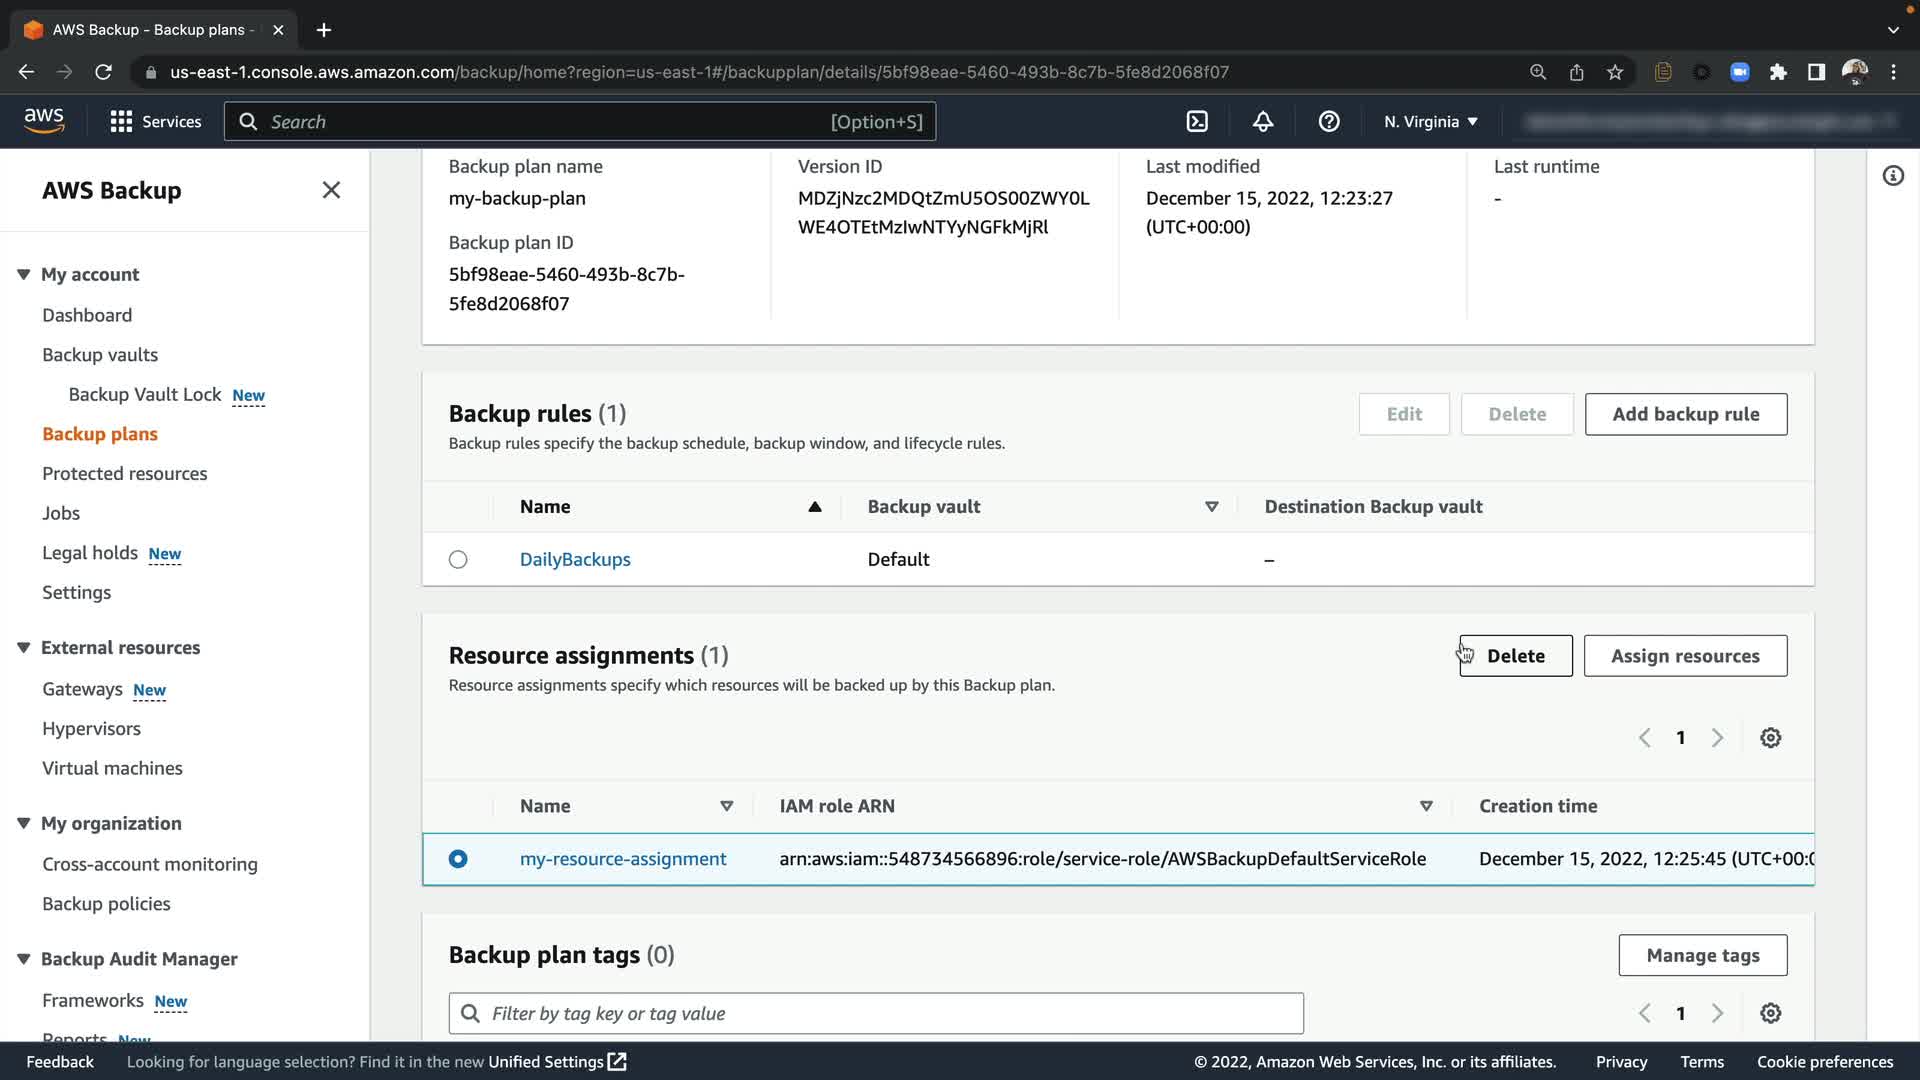 AWS Backup - Backup plans -
us-east-1.console.aws.amazon.com/backup/home?region=us-east-1#/backupplan/details/5bf98eae-5460-493b-8c7b-5fe8d2068f07
aws
Services
Search
[Option+S]
N. Virginia
AWS Backup
My account
Dashboard
Backup vaults
Backup Vault Lock New
Backup plans
Protected resources
Jobs
Legal holds New
Settings
External resources
Gateways New
Hypervisors
Virtual machines
My organization
Cross-account monitoring
Backup policies
Backup Audit Manager
Frameworks New
Reports New
Backup plan name
my-backup-plan
Backup plan ID
5bf98eae-5460-493b-8c7b-
5fe8d2068f07
Version ID
MDZjNzc2MDQtZmU5OS00ZWY0L
WE4OTEtMzIwNTYyNGFkMjRl
Last modified
December 15, 2022, 12:23:27
(UTC+00:00)
Last runtime
-
Backup rules (1)
Backup rules specify the backup schedule, backup window, and lifecycle rules.
Edit
Delete
Add backup rule
Name Backup vault Destination Backup vault
DailyBackups Default –
Resource assignments (1)
Resource assignments specify which resources will be backed up by this Backup plan.
Delete
Assign resources
1
Name IAM role ARN Creation time
my-resource-assignment arn:aws:iam::548734566896:role/service-role/AWSBackupDefaultServiceRole December 15, 2022, 12:25:45 (UTC+00:0
Backup plan tags (0)
Manage tags
Filter by tag key or tag value
1
Feedback
Looking for language selection? Find it in the new Unified Settings
© 2022, Amazon Web Services, Inc. or its affiliates.
Privacy
Terms
Cookie preferences